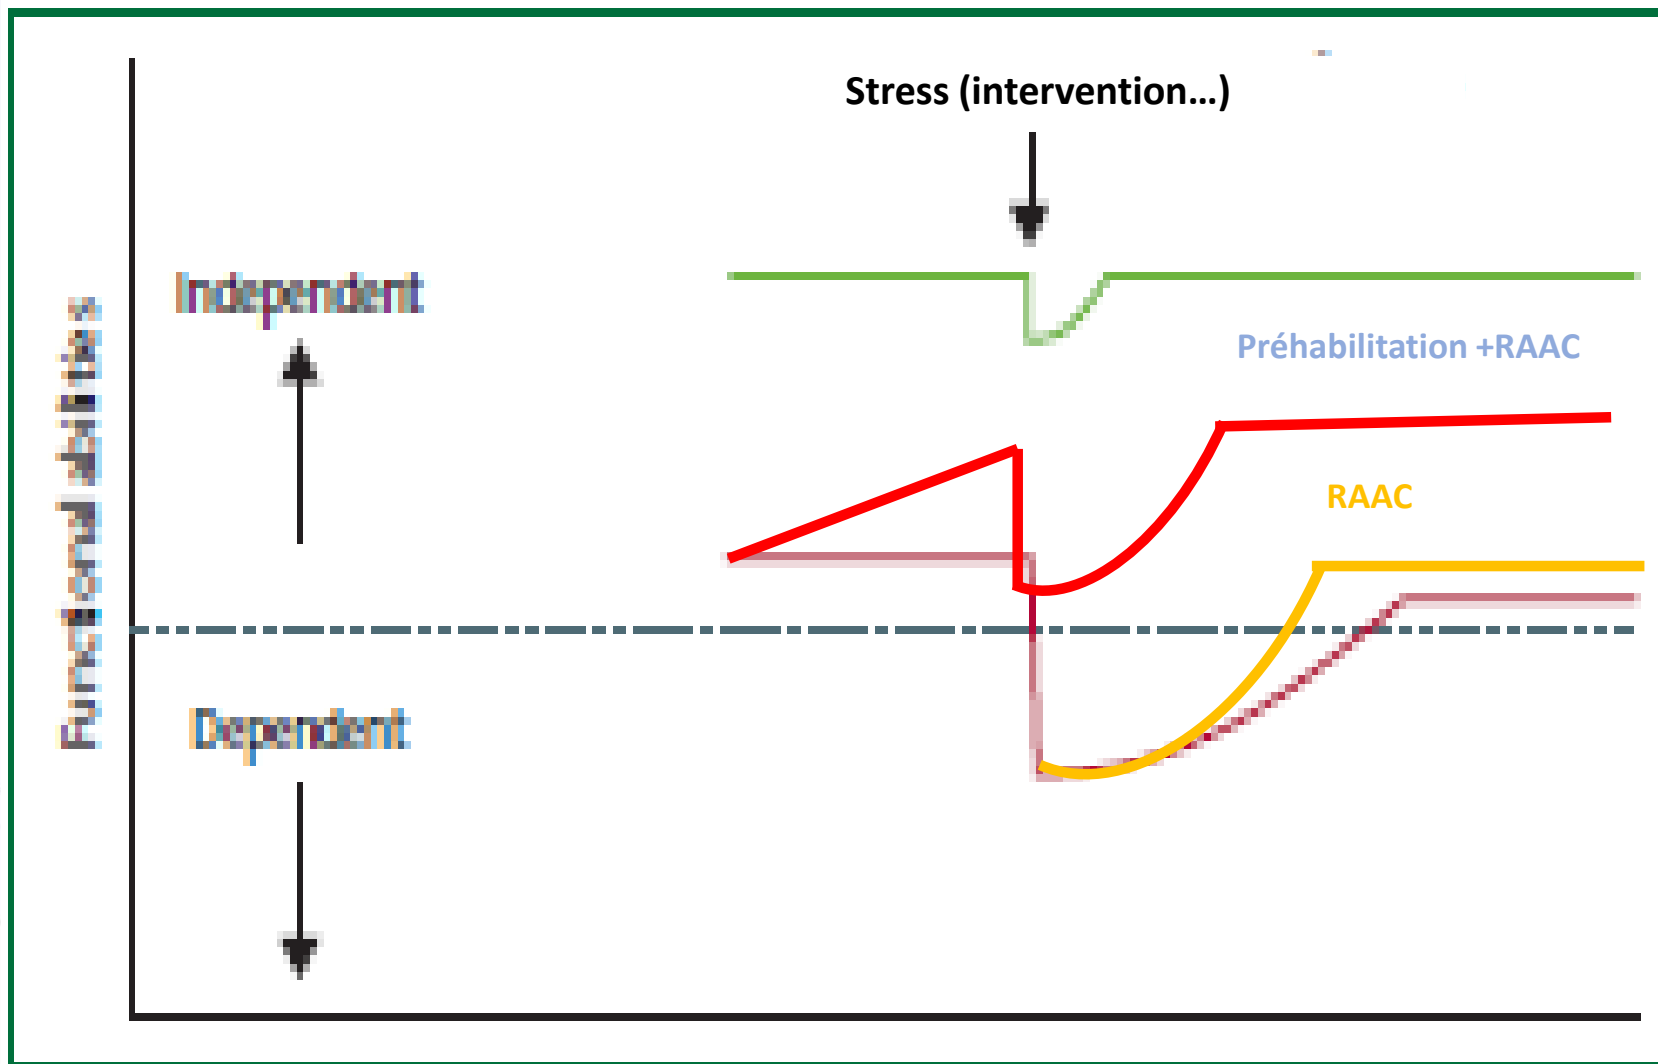 Stress (intervention...)
Independent
Functional abilities
Préhabilitation +RAAC
RAAC
Dependent